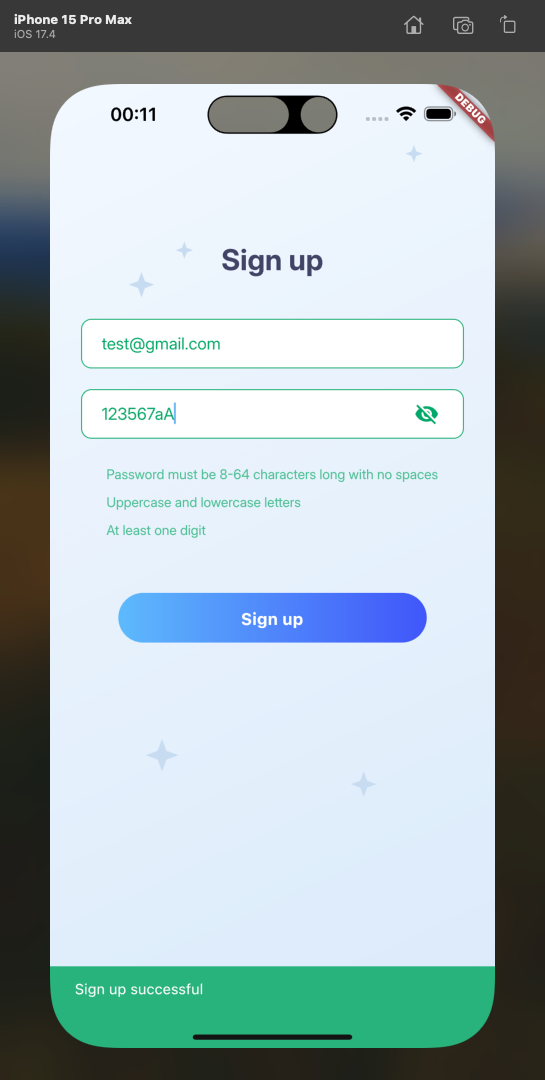 iPhone 15 Pro Max
iOS 17.4
00:11
DEBUG
Sign up
test@gmail.com
123567aA
Password must be 8-64 characters long with no spaces
Uppercase and lowercase letters
At least one digit
Sign up
Sign up successful